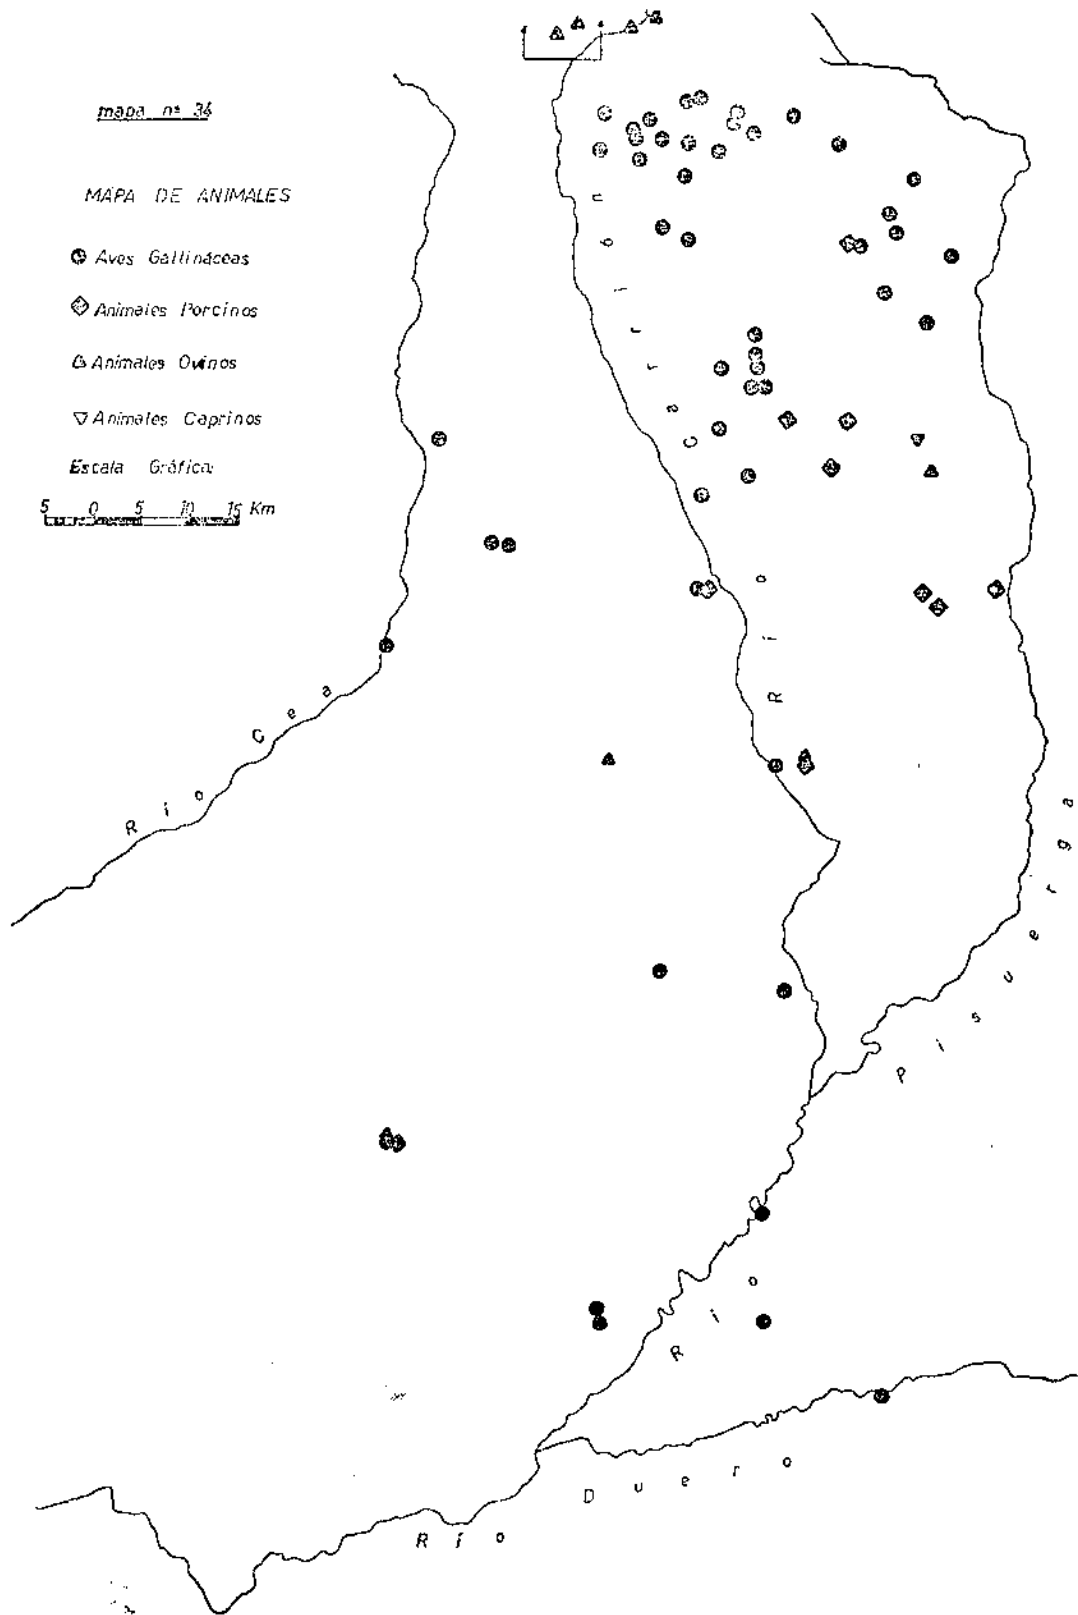 mapa nº 34
MAPA DE ANIMALES
Aves Gallináceas
Animales Porcinos
Animales Ovinos
Animales Caprinos
Escala Gráfica
5 0 5 10 15 Km
Río Carrión
Río Cea
Río Pisuerga
Río Duero